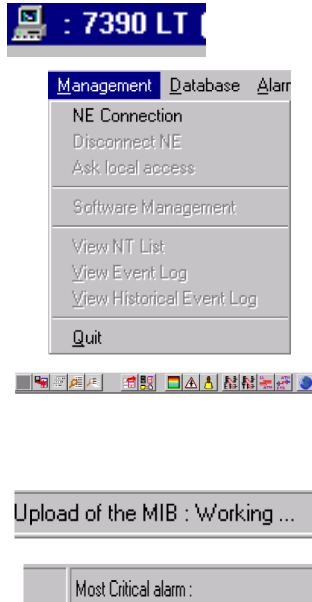 : 7390 LT (
Management Database Alarr
NE Connection
Disconnect NE
Ask local access
Software Management
View NT List
View Event Log
View Historical Event Log
Quit
Upload of the MIB : Working ...
Most Critical alarm :